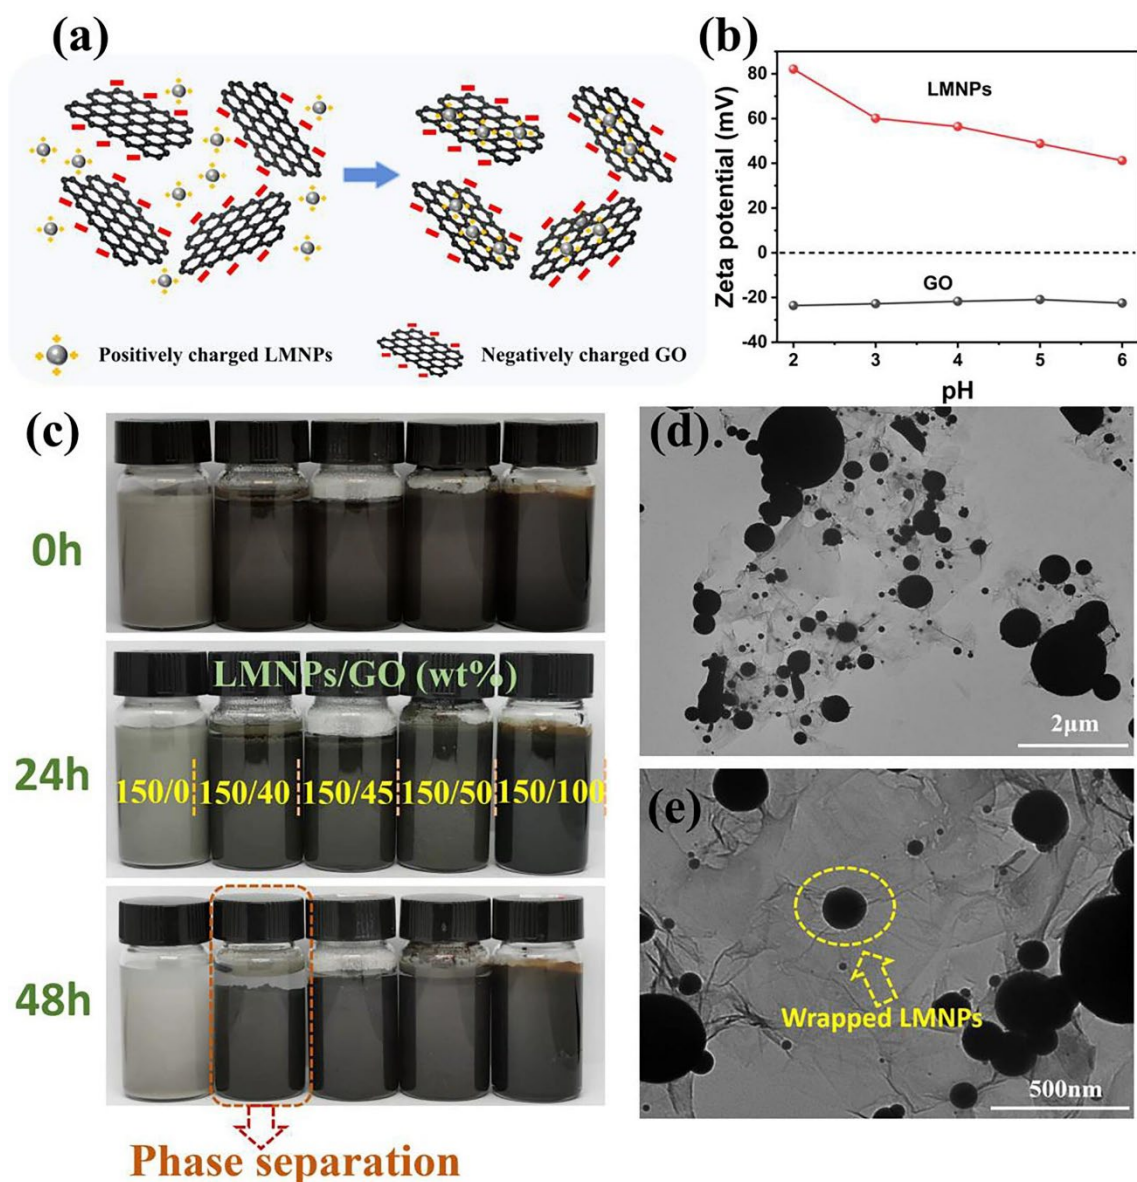 (a)
Positively charged LMNPs
Negatively charged GO
(b)
Zeta potential (mV)
80
60
40
20
0
-20
-40
LMNPs
GO
2 3 4 5 6
pH
(c)
0h
24h
LMNPs/GO (wt%)
150/0 150/40 150/45 150/50 150/100
48h
Phase separation
(d)
2μm
(e)
Wrapped LMNPs
500nm